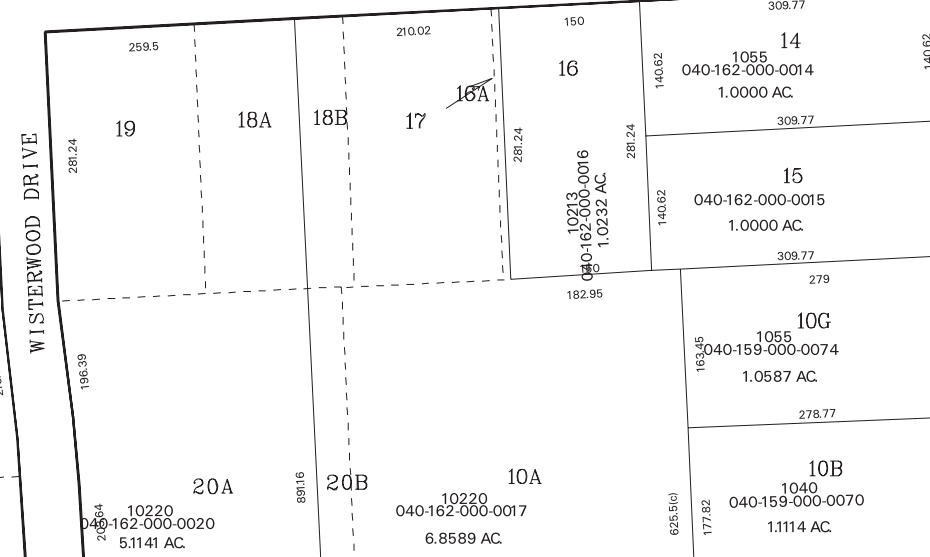 309.77
150
210.02
259.5
14
1055
040-162-000-0014
1.0000 AC.
140.62
140.62
16
16A
17
18B
18A
19
281.24
281.24
281.24
309.77
15
040-162-000-0015
1.0000 AC.
140.62
309.77
10213
040-162-000-0016
1.0232 AC.
150
182.95
WISTERWOOD DRIVE
279
10G
1055
040-159-000-0074
1.0587 AC.
163.45
196.39
278.77
20A
10220
040-162-000-0020
5.1141 AC.
891.16
20B
10A
10220
040-162-000-0017
6.8589 AC.
625.5(c)
177.82
10B
1040
040-159-000-0070
1.1114 AC.